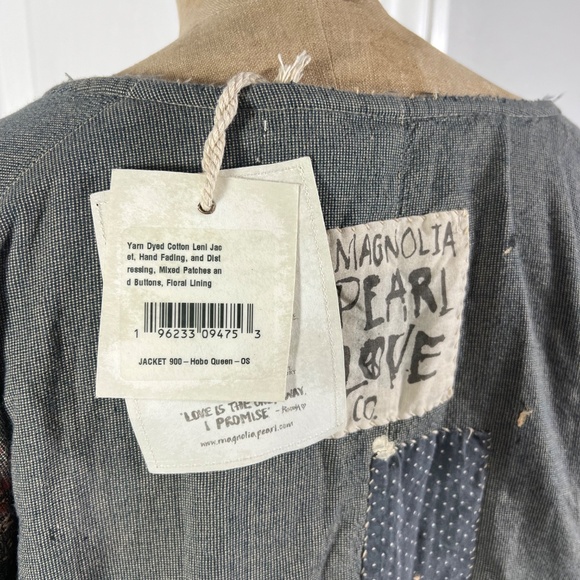 Yarn Dyed Cotton Leni Jac
et, Hand Fading, and Dist
ressing, Mixed Patches an
d Buttons, Floral Lining
1 96233 09475 3
JACKET 900-Hobo Queen-OS
"LOVE IS THE ONLY WAY,
I PROMISE"
www.magnoliapearl.com
MAGNOLIA
PEARL
LOVE
CO.